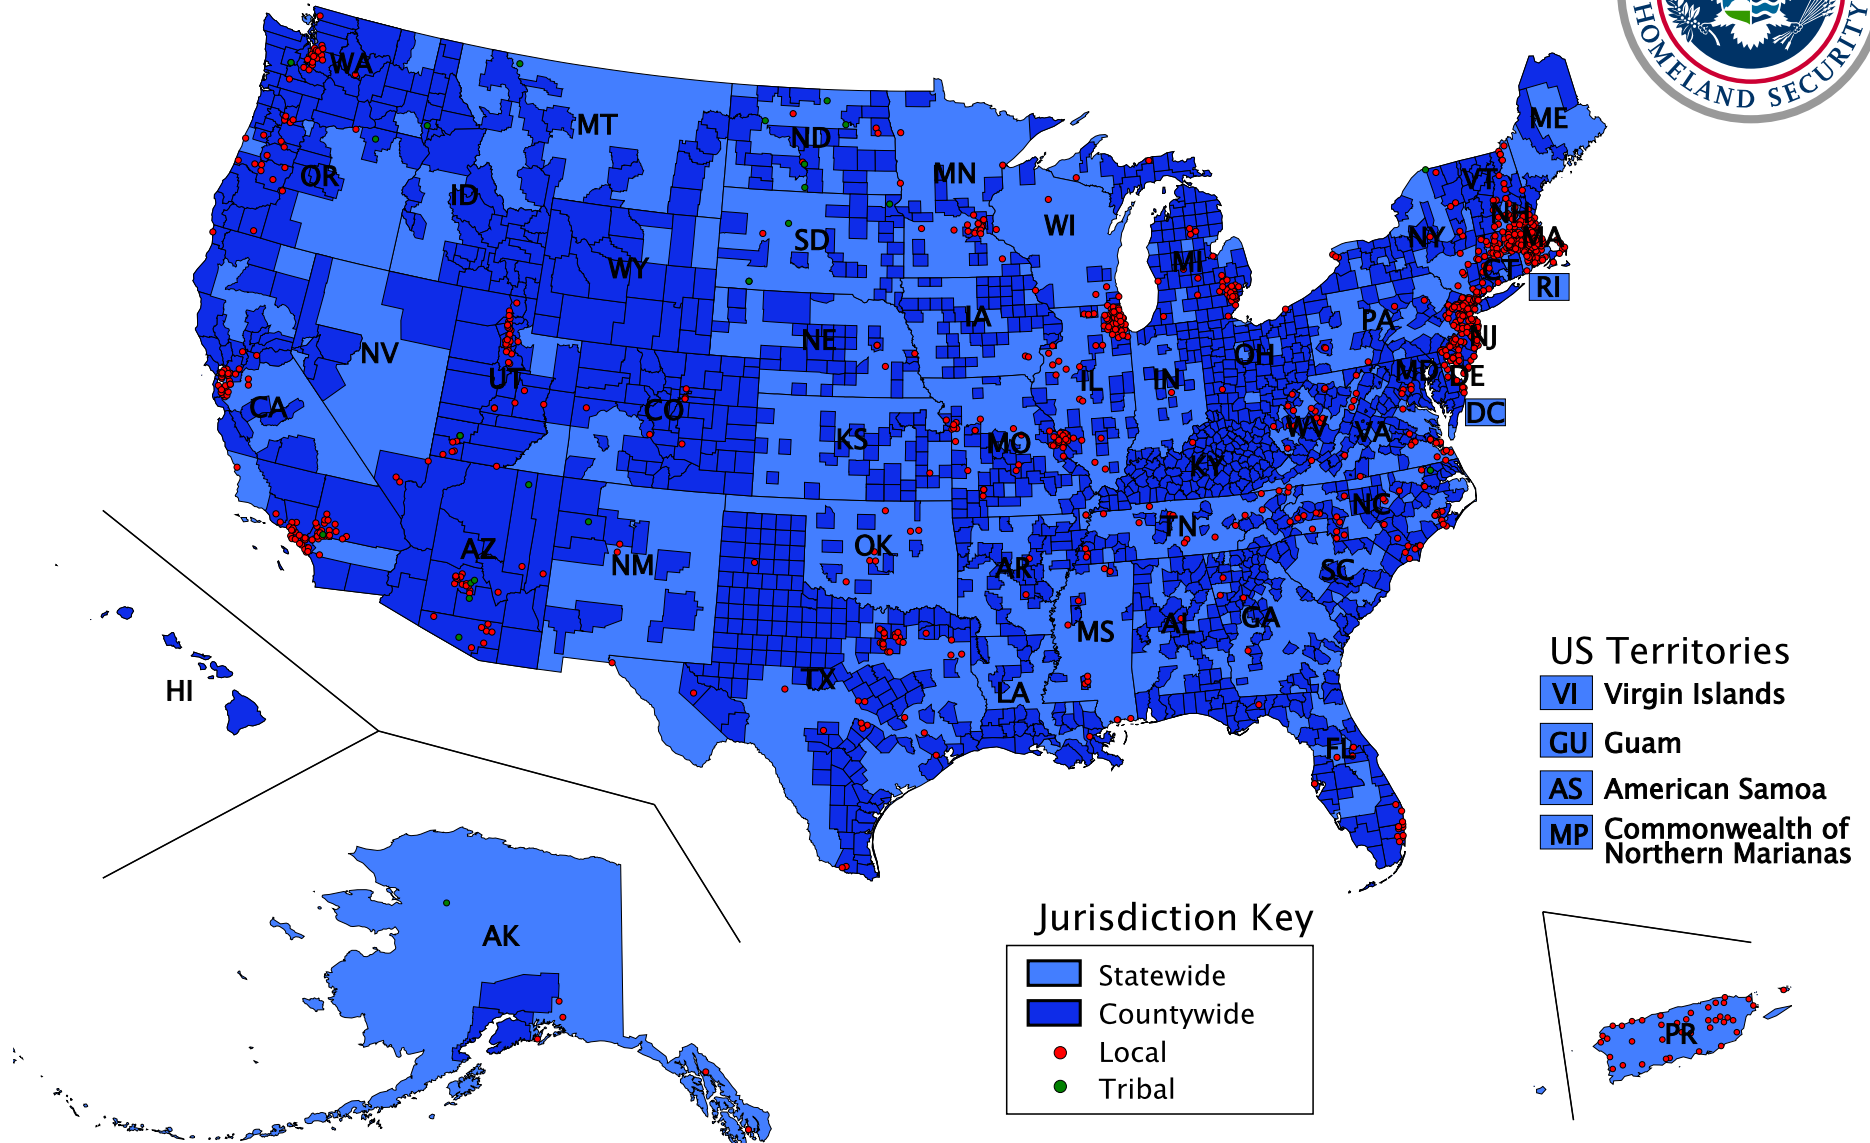 HOMELAND SECURITY
WA
MT
ND
MN
ME
OR
ID
SD
WI
MI
VT
NH
NY
MA
CT
RI
WY
IA
NE
PA
NJ
NV
UT
CO
CA
KS
MO
IL
IN
OH
MD
DE
DC
WV
VA
KY
AZ
NM
OK
AR
TN
NC
SC
MS
AL
GA
TX
LA
FL
HI
AK
US Territories
VI Virgin Islands
GU Guam
AS American Samoa
MP Commonwealth of
Northern Marianas
Jurisdiction Key
Statewide
Countywide
Local
Tribal
PR